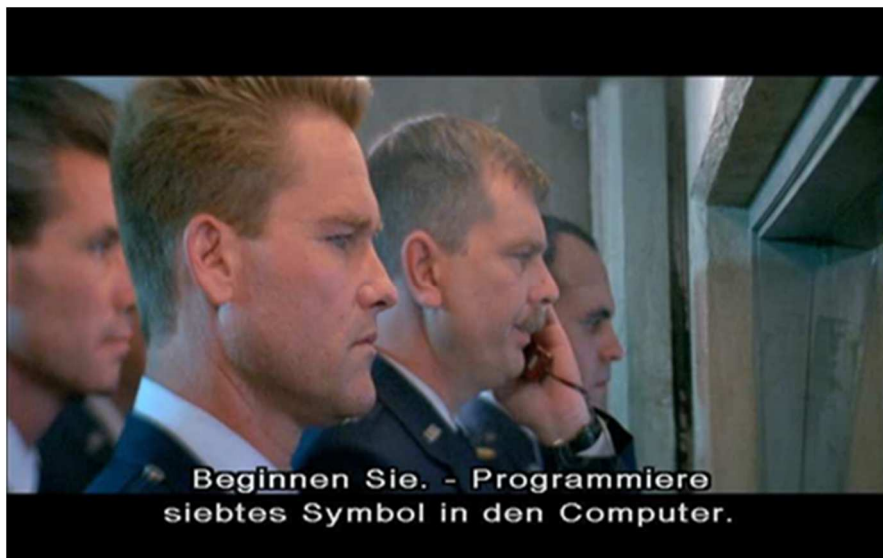 Beginnen Sie. - Programmiere
siebtes Symbol in den Computer.